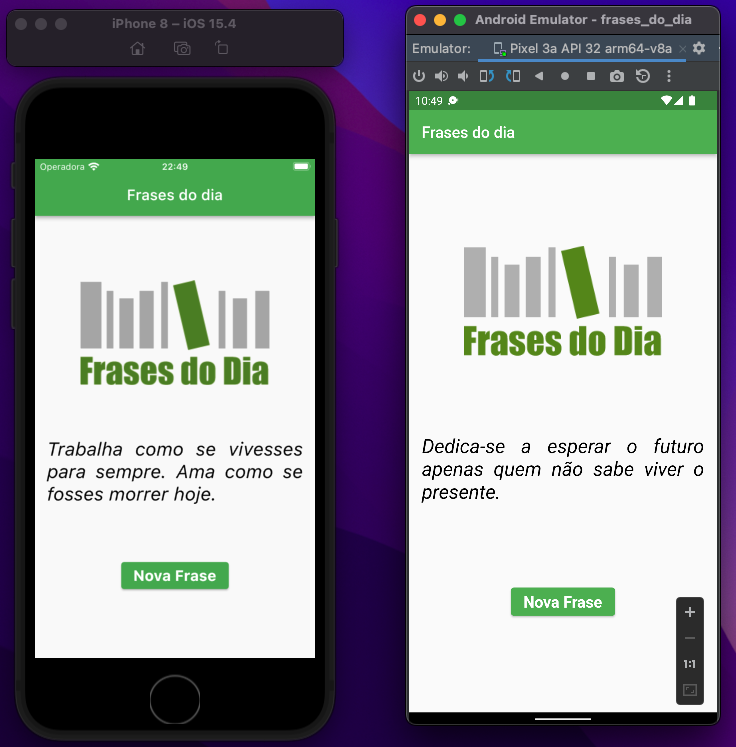 iPhone 8 – iOS 15.4
Operadora
22:49
Frases do dia
Frases do Dia
Trabalha como se vivesses
para sempre. Ama como se
fosses morrer hoje.
Nova Frase
Android Emulator - frases_do_dia
Emulator:
Pixel 3a API 32 arm64-v8a
10:49
Frases do dia
Frases do Dia
Dedica-se a esperar o futuro
apenas quem não sabe viver o
presente.
Nova Frase
1:1